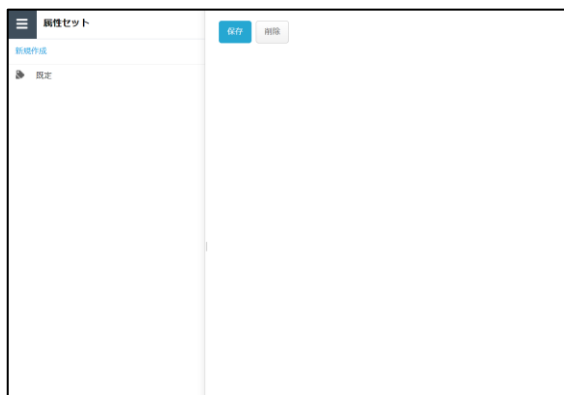 属性セット
新規作成
既定
保存 削除